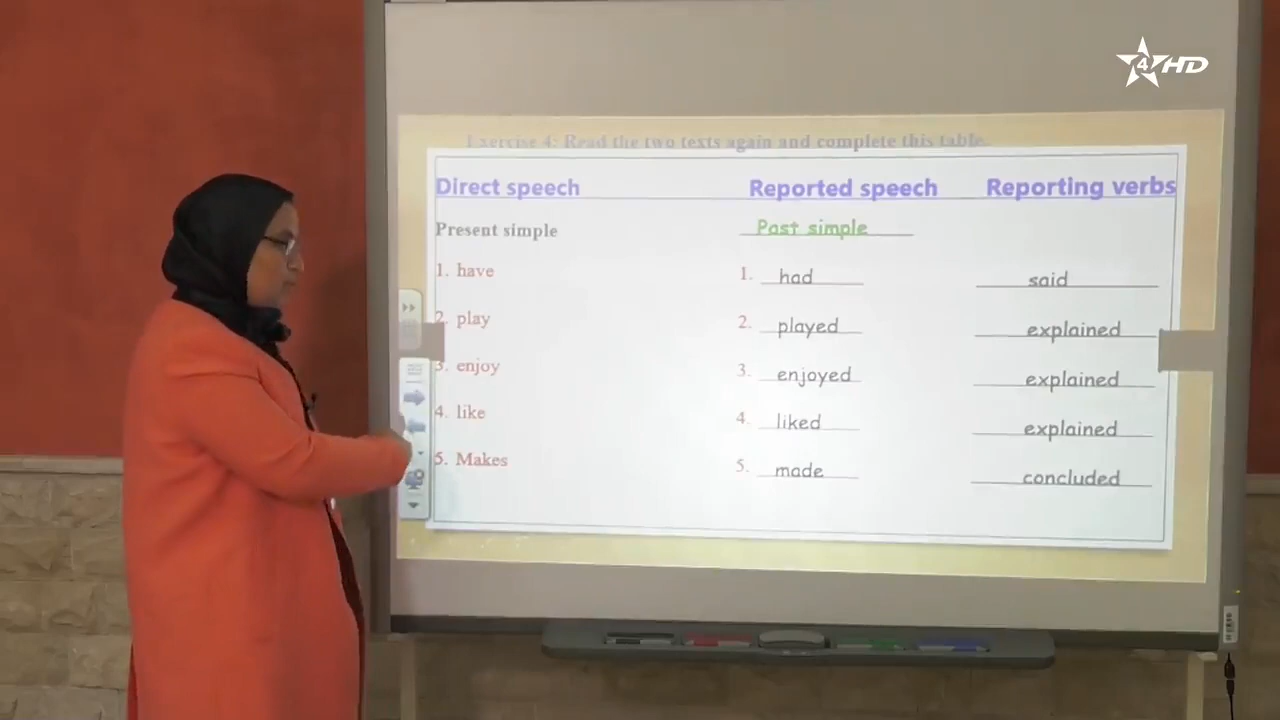 4 HD
Exercise 4: Read the two texts again and complete this table.
Direct speech Reported speech Reporting verbs
Present simple Past simple
1. have 1. had said
2. play 2. played explained
3. enjoy 3. enjoyed explained
4. like 4. liked explained
5. Makes 5. made concluded